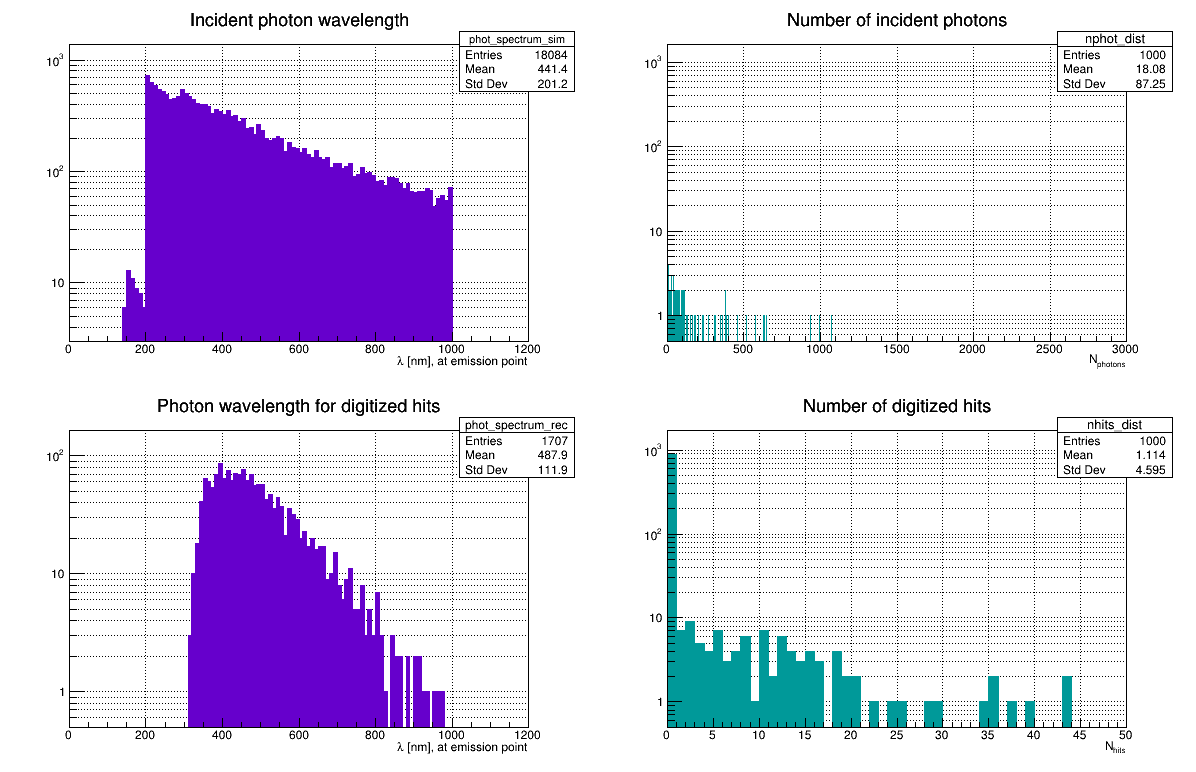 Incident photon wavelength
phot_spectrum_sim
Entries 18084
Mean 441.4
Std Dev 201.2
10³
10²
10
0 200 400 600 800 1000 1200
λ [nm], at emission point
Number of incident photons
nphot_dist
Entries 1000
Mean 18.08
Std Dev 87.25
10³
10²
10
1
0 500 1000 1500 2000 2500 3000
N_photons
Photon wavelength for digitized hits
phot_spectrum_rec
Entries 1707
Mean 487.9
Std Dev 111.9
10²
10
1
0 200 400 600 800 1000 1200
λ [nm], at emission point
Number of digitized hits
nhits_dist
Entries 1000
Mean 1.114
Std Dev 4.595
10³
10²
10
1
0 5 10 15 20 25 30 35 40 45 50
N_hits